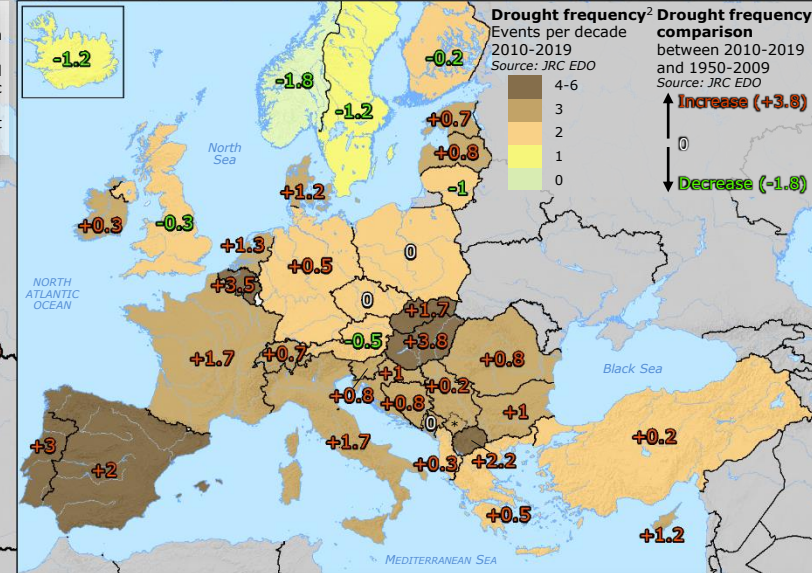 Drought frequency²
Events per decade
2010-2019
Source: JRC EDO
4-6
3
2
1
0
Drought frequency
comparison
between 2010-2019
and 1950-2009
Source: JRC EDO
Increase (+3.8)
0
Decrease (-1.8)
-1.2
-1.8
-0.2
-1.2
+0.7
North
Sea
+0.8
+1.2
-1
+0.3
-0.3
+1.3
0
+0.5
NORTH
ATLANTIC
OCEAN
+3.5
0
+1.7
-0.5
+3.8
+1.7
+0.7
+0.8
Black Sea
+1
+0.2
+0.8
+0.8
+1
0
*
+3
+2
+1.7
+0.2
+0.3
+2.2
+0.5
+1.2
MEDITERRANEAN SEA